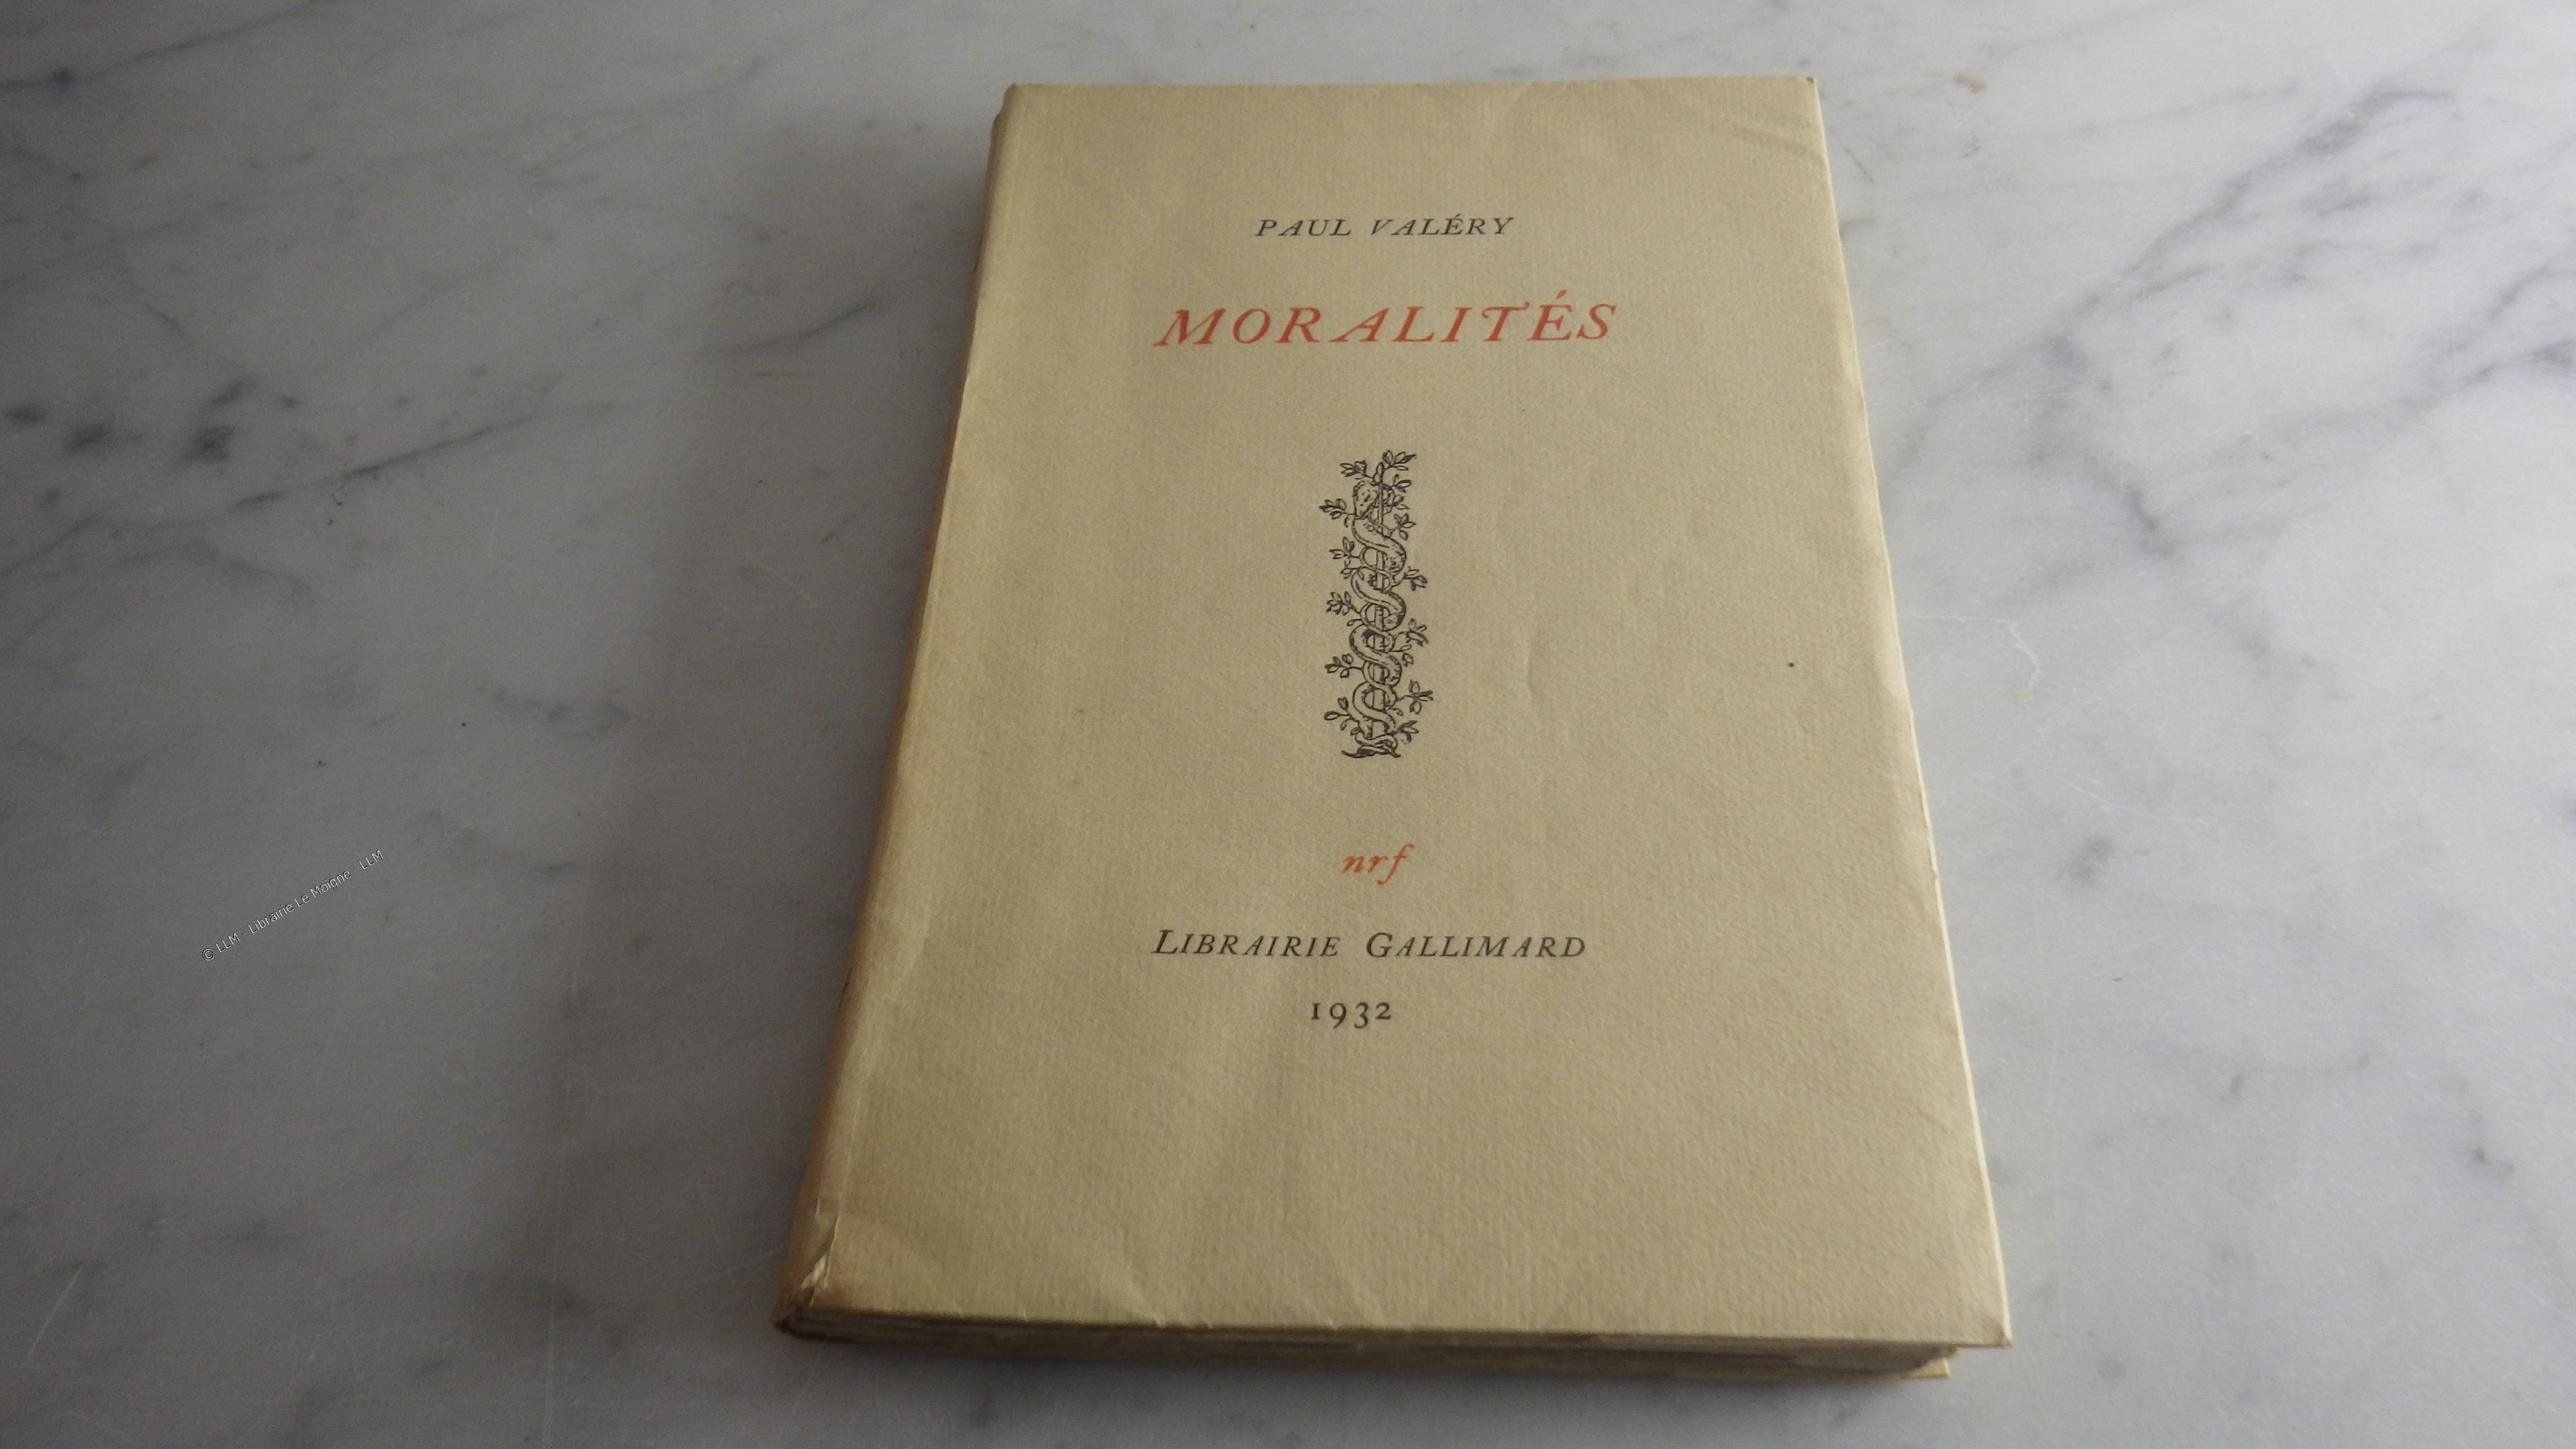 PAUL VALÉRY
MORALITÉS
nrf
LIBRAIRIE GALLIMARD
1932
© LLM - Librairie Le Moigne - LLM